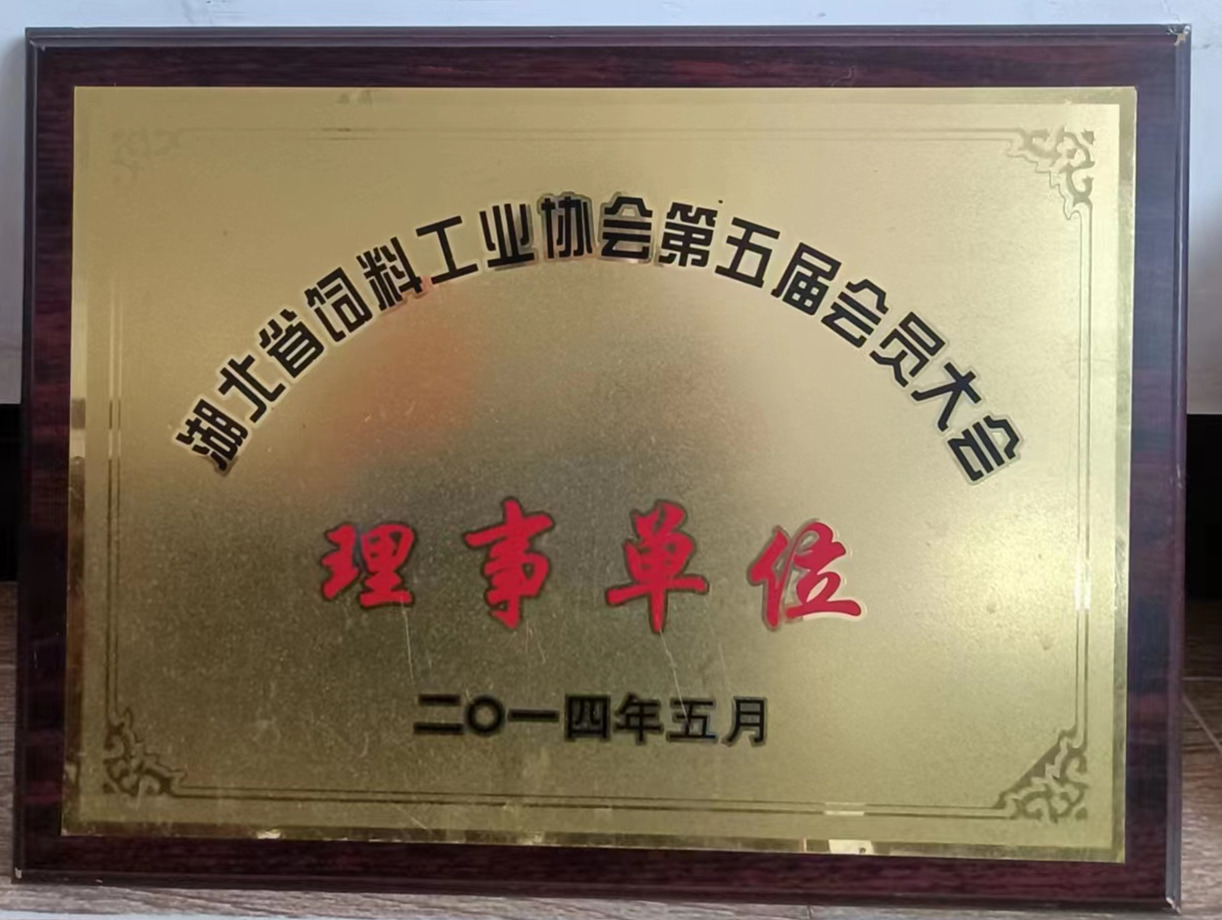 湖北省饲料工业协会第五届会员大会
理事单位
二〇一四年五月